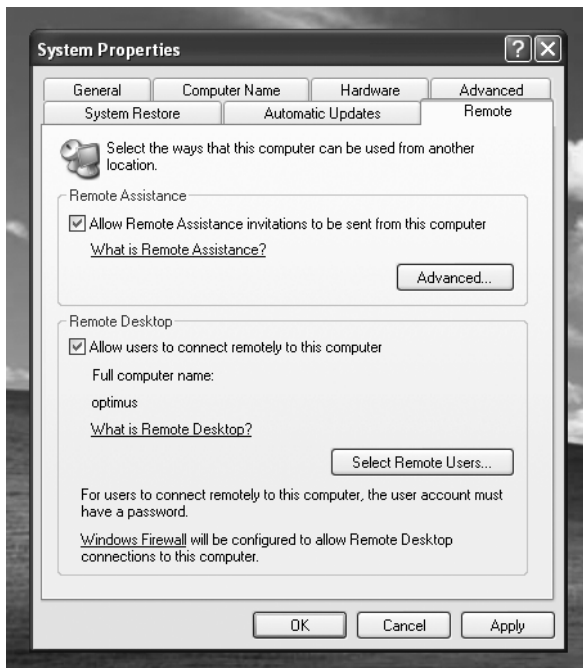 System Properties
General
Computer Name
Hardware
Advanced
System Restore
Automatic Updates
Remote
Select the ways that this computer can be used from another
location.
Remote Assistance
Allow Remote Assistance invitations to be sent from this computer
What is Remote Assistance?
Advanced...
Remote Desktop
Allow users to connect remotely to this computer
Full computer name:
optimus
What is Remote Desktop?
Select Remote Users...
For users to connect remotely to this computer, the user account must
have a password.
Windows Firewall will be configured to allow Remote Desktop
connections to this computer.
OK
Cancel
Apply